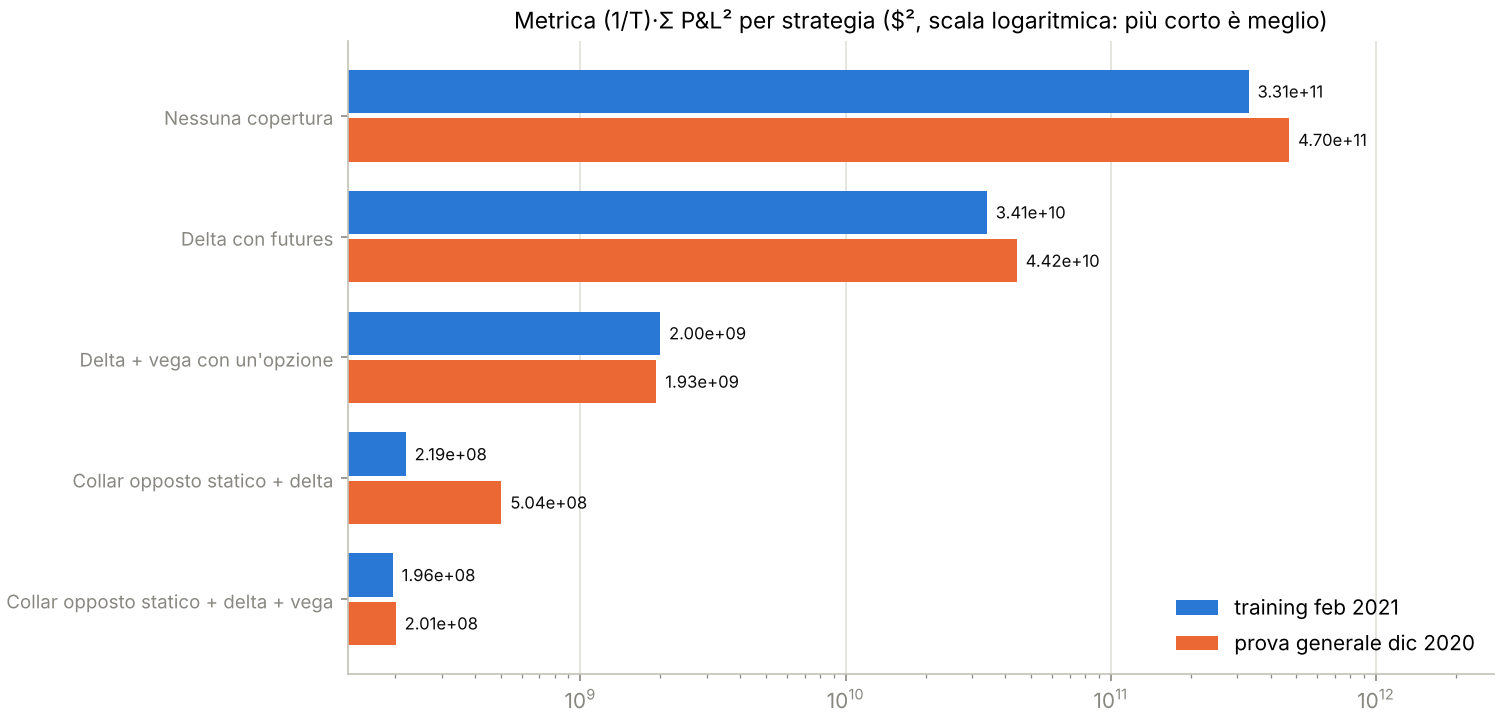 Metrica (1/T)·Σ P&L² per strategia ($², scala logaritmica: più corto è meglio)
Nessuna copertura
3.31e+11
4.70e+11
Delta con futures
3.41e+10
4.42e+10
Delta + vega con un'opzione
2.00e+09
1.93e+09
Collar opposto statico + delta
2.19e+08
5.04e+08
Collar opposto statico + delta + vega
1.96e+08
2.01e+08
training feb 2021
prova generale dic 2020
10⁹ 10¹⁰ 10¹¹ 10¹²